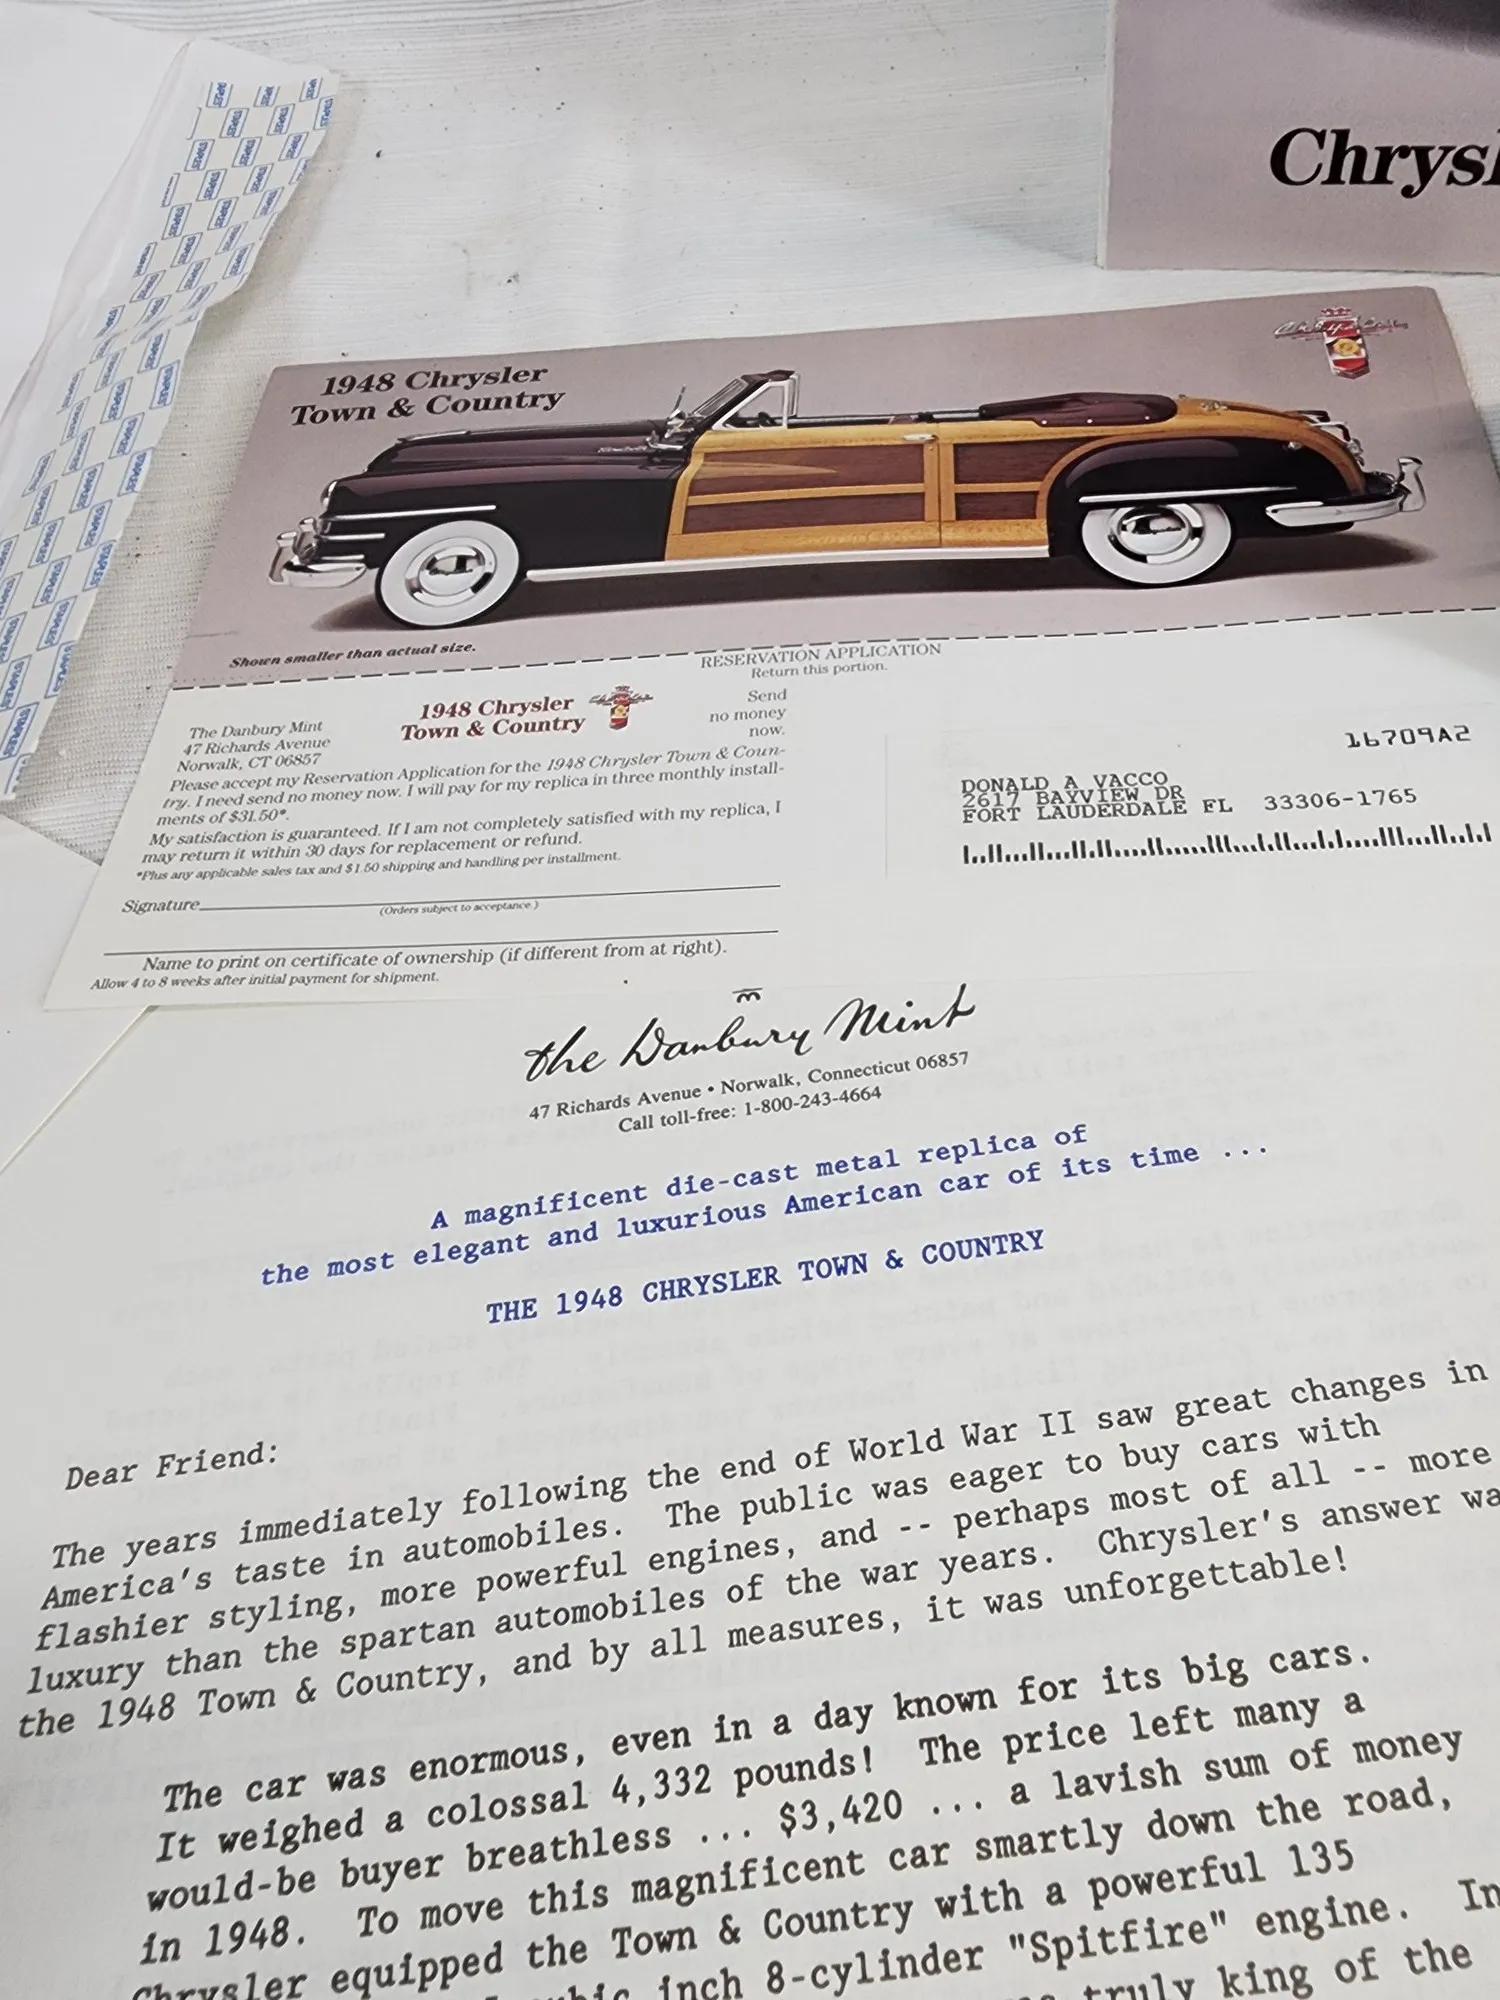 STAPLES
Chrysl
1948 Chrysler
Town & Country
Shown smaller than actual size.
RESERVATION APPLICATION
Return this portion.
The Danbury Mint
47 Richards Avenue
Norwalk, CT 06857
1948 Chrysler
Town & Country
Send
no money
now.
Please accept my Reservation Application for the 1948 Chrysler Town & Coun-
try. I need send no money now. I will pay for my replica in three monthly install-
ments of $31.50*.
My satisfaction is guaranteed. If I am not completely satisfied with my replica, I
may return it within 30 days for replacement or refund.
*Plus any applicable sales tax and $1.50 shipping and handling per installment.
Signature
(Orders subject to acceptance.)
Name to print on certificate of ownership (if different from at right).
Allow 4 to 8 weeks after initial payment for shipment.
16709A2
DONALD A VACCO
2617 BAYVIEW DR
FORT LAUDERDALE FL 33306-1765
the Danbury Mint
47 Richards Avenue • Norwalk, Connecticut 06857
Call toll-free: 1-800-243-4664
A magnificent die-cast metal replica of
the most elegant and luxurious American car of its time ...
THE 1948 CHRYSLER TOWN & COUNTRY
Dear Friend:
The years immediately following the end of World War II saw great changes in
America's taste in automobiles. The public was eager to buy cars with
flashier styling, more powerful engines, and -- perhaps most of all -- more
luxury than the spartan automobiles of the war years. Chrysler's answer wa
the 1948 Town & Country, and by all measures, it was unforgettable!
The car was enormous, even in a day known for its big cars.
It weighed a colossal 4,332 pounds! The price left many a
would-be buyer breathless ... $3,420 ... a lavish sum of money
in 1948. To move this magnificent car smartly down the road,
Chrysler equipped the Town & Country with a powerful 135
inch 8-cylinder "Spitfire" engine. In
truly king of the